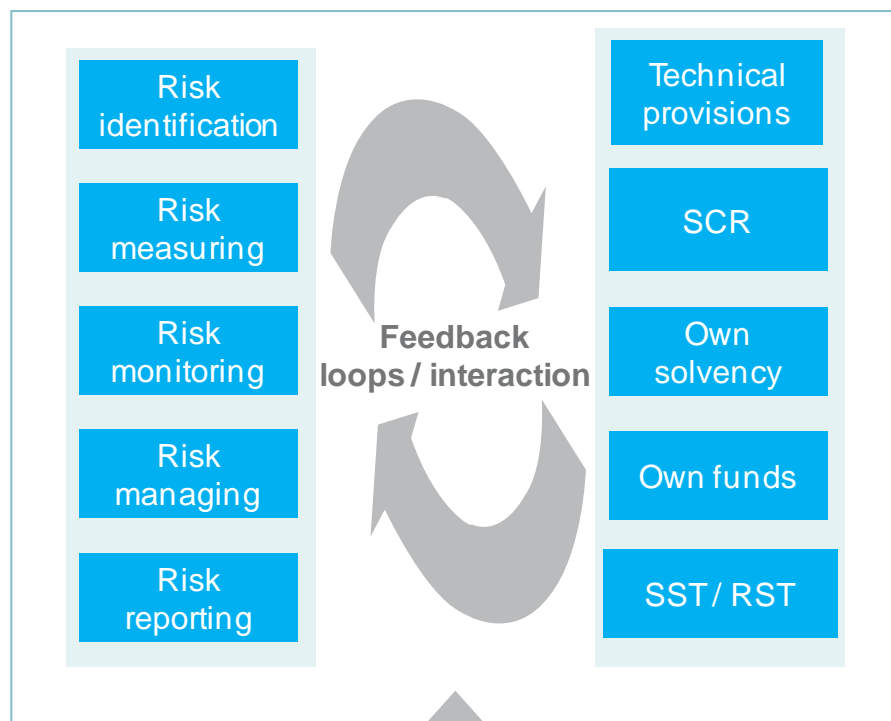 Risk
identification
Risk
measuring
Risk
monitoring
Risk
managing
Risk
reporting
Feedback
loops / interaction
Technical
provisions
SCR
Own
solvency
Own funds
SST / RST